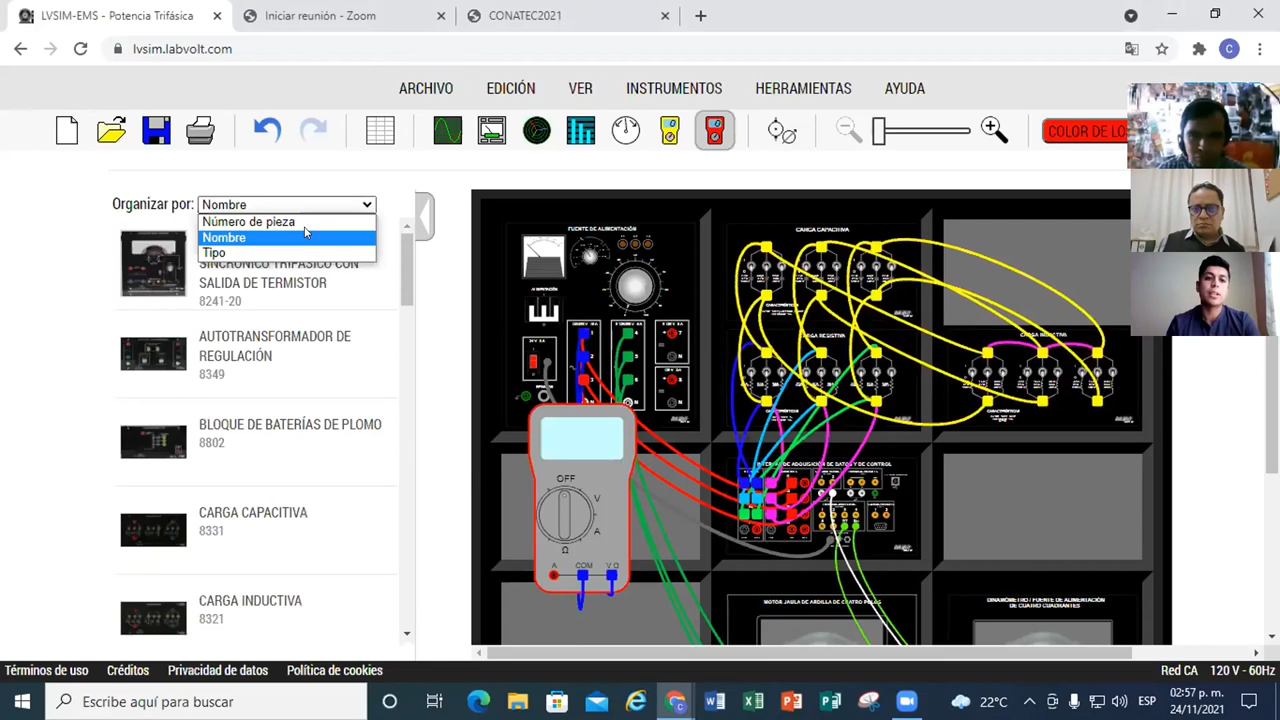 LVSIM-EMS - Potencia Trifásica
Iniciar reunión - Zoom
CONATEC2021
lvsim.labvolt.com
C
ARCHIVO EDICIÓN VER INSTRUMENTOS HERRAMIENTAS AYUDA
COLOR DE LO
Organizar por: Nombre
Número de pieza
Nombre
Tipo
SINCRÓNICO TRIFÁSICO CON
SALIDA DE TERMISTOR
8241-20
AUTOTRANSFORMADOR DE
REGULACIÓN
8349
BLOQUE DE BATERÍAS DE PLOMO
8802
CARGA CAPACITIVA
8331
CARGA INDUCTIVA
8321
FUENTE DE ALIMENTACIÓN
CARGA CAPACITIVA
CARGA RESISTIVA
CARGA INDUCTIVA
OFF
V
A
Ω
A COM V Ω
MOTOR JAULA DE ARDILLA DE CUATRO POLOS
DINAMÓMETRO / FUENTE DE ALIMENTACIÓN
DE CUATRO CUADRANTES
Términos de uso Créditos Privacidad de datos Política de cookies
Red CA 120 V - 60Hz
Escribe aquí para buscar
22°C
ESP
02:57 p. m.
24/11/2021